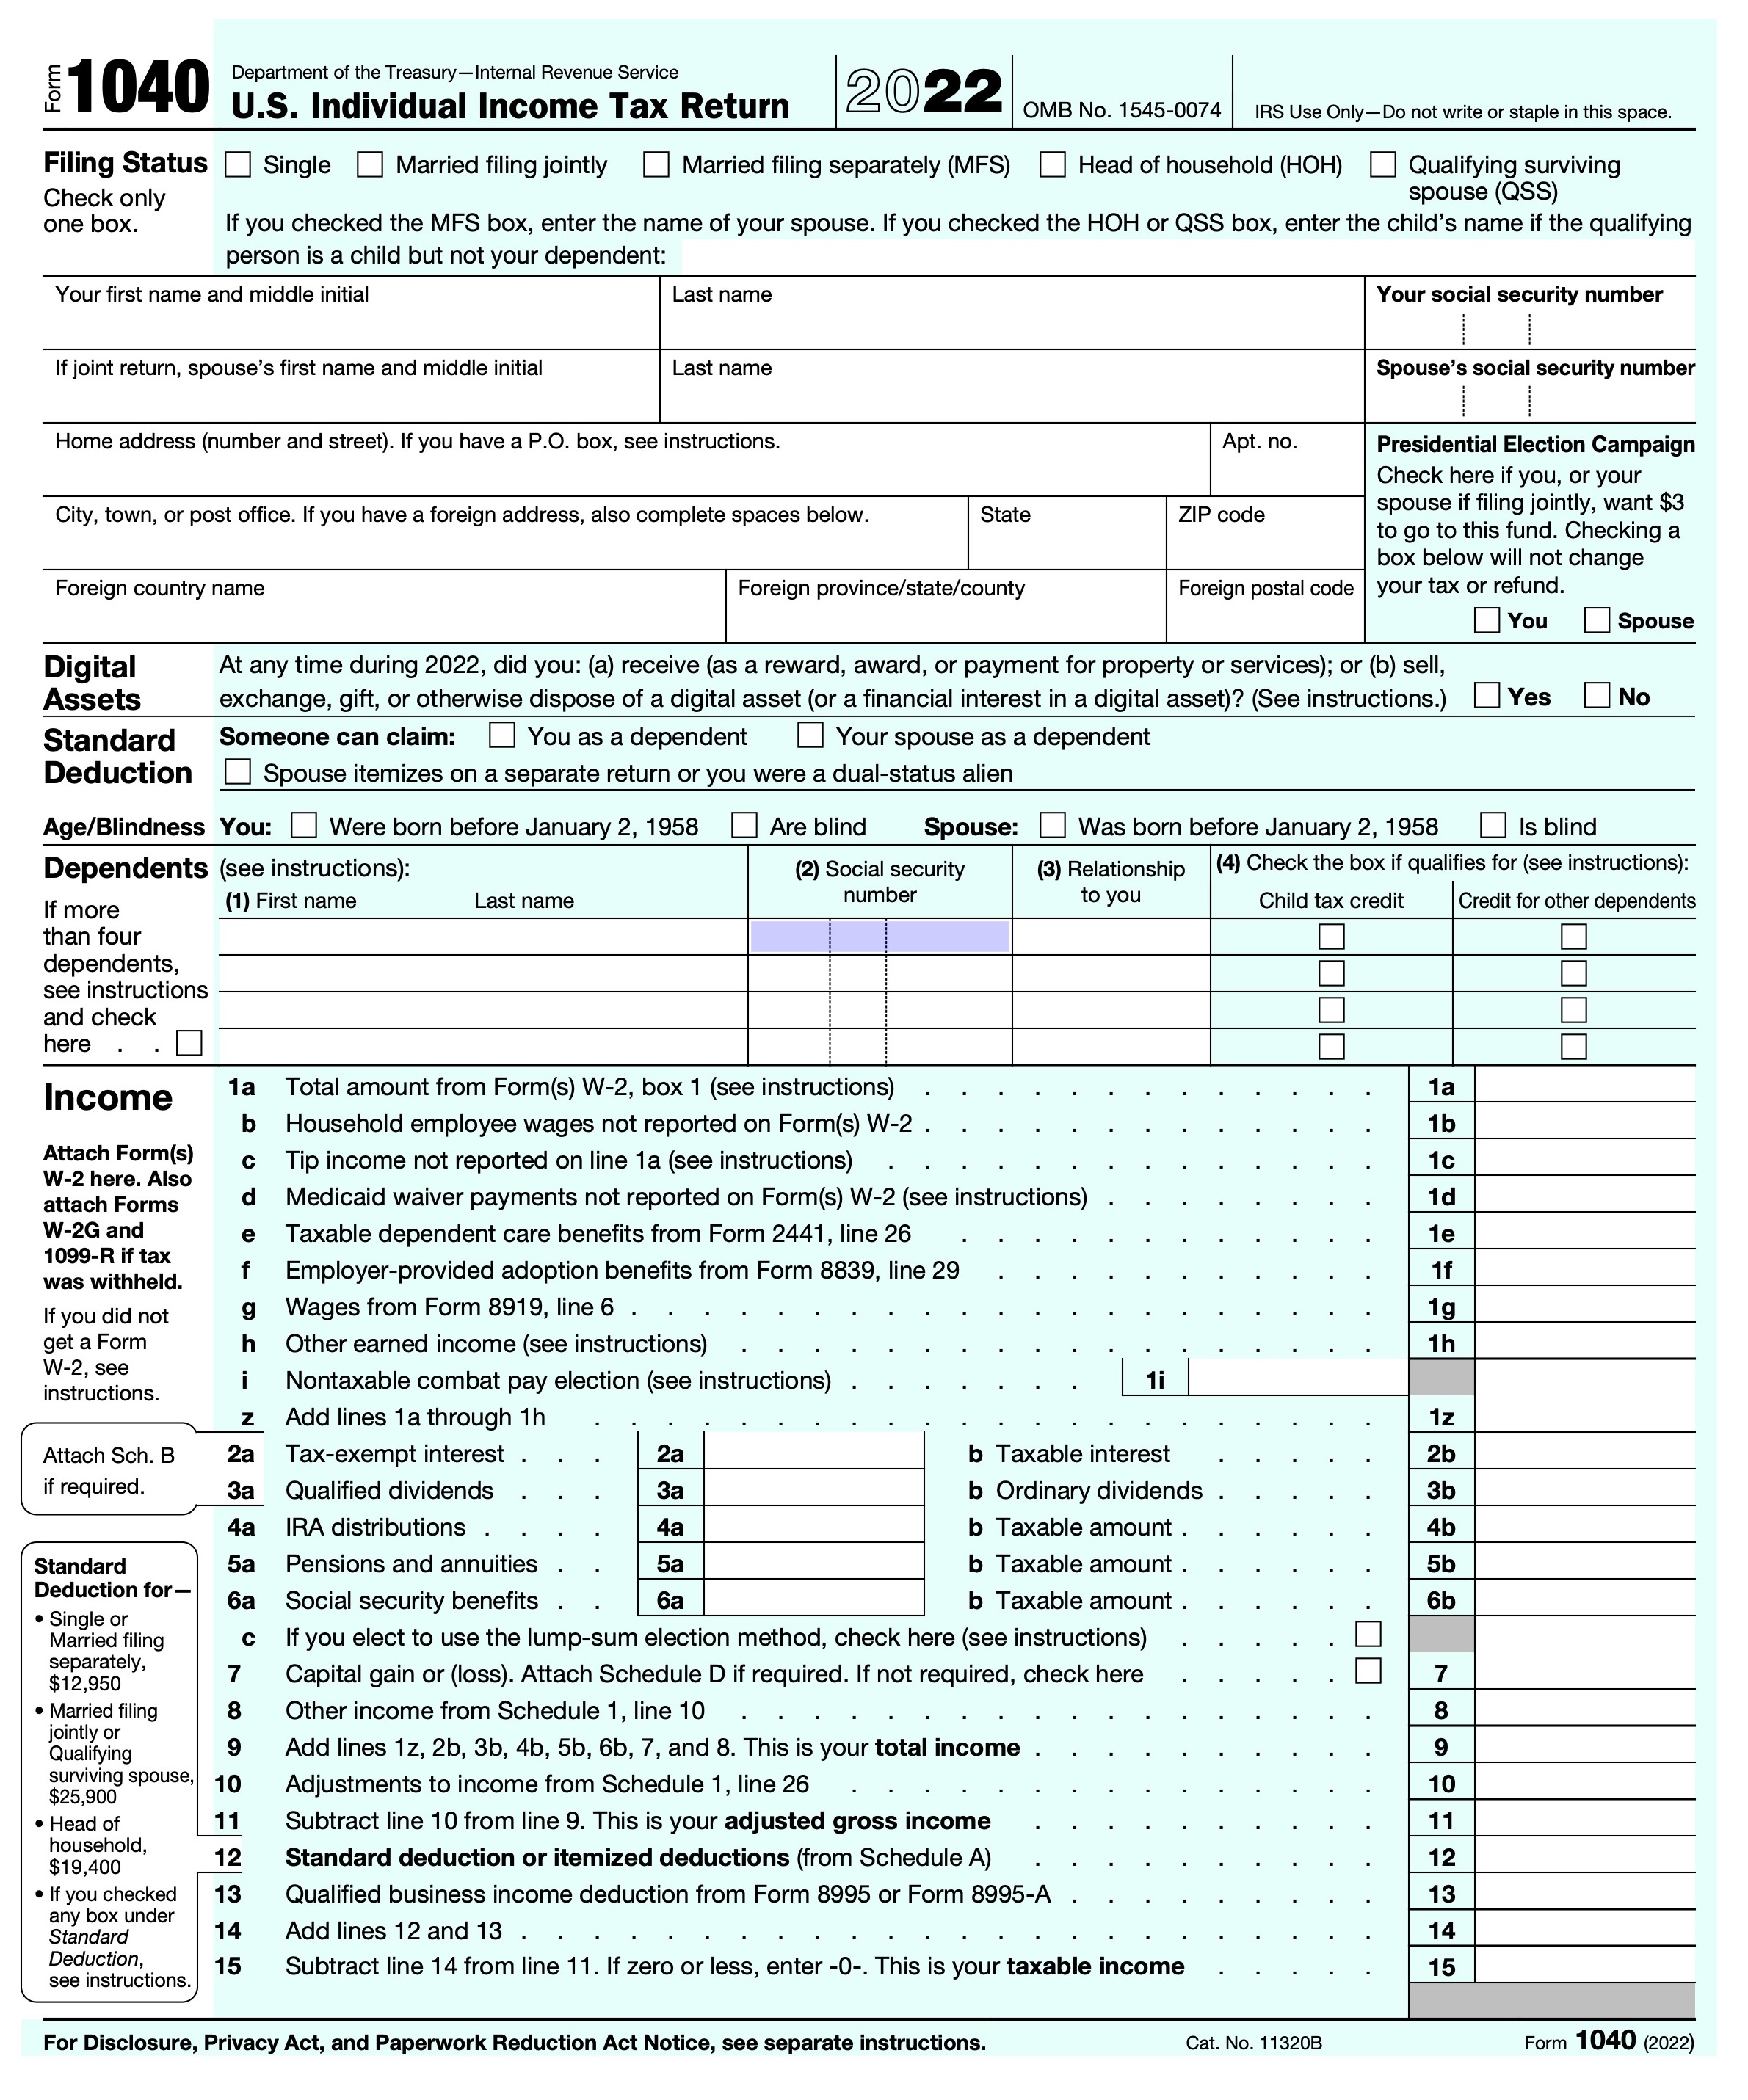 Form 1040 Department of the Treasury—Internal Revenue Service
U.S. Individual Income Tax Return 2022 OMB No. 1545-0074 IRS Use Only—Do not write or staple in this space.
Filing Status
Check only
one box.
Single Married filing jointly Married filing separately (MFS) Head of household (HOH) Qualifying surviving
spouse (QSS)
If you checked the MFS box, enter the name of your spouse. If you checked the HOH or QSS box, enter the child’s name if the qualifying
person is a child but not your dependent:
Your first name and middle initial Last name Your social security number
If joint return, spouse’s first name and middle initial Last name Spouse’s social security number
Home address (number and street). If you have a P.O. box, see instructions. Apt. no.
City, town, or post office. If you have a foreign address, also complete spaces below. State ZIP code
Foreign country name Foreign province/state/county Foreign postal code
Presidential Election Campaign
Check here if you, or your
spouse if filing jointly, want $3
to go to this fund. Checking a
box below will not change
your tax or refund.
You Spouse
Digital
Assets
At any time during 2022, did you: (a) receive (as a reward, award, or payment for property or services); or (b) sell,
exchange, gift, or otherwise dispose of a digital asset (or a financial interest in a digital asset)? (See instructions.) Yes No
Standard
Deduction
Someone can claim: You as a dependent Your spouse as a dependent
Spouse itemizes on a separate return or you were a dual-status alien
Age/Blindness You: Were born before January 2, 1958 Are blind Spouse: Was born before January 2, 1958 Is blind
Dependents (see instructions):
If more
than four
dependents,
see instructions
and check
here . .
(1) First name Last name
(2) Social security
number
(3) Relationship
to you
(4) Check the box if qualifies for (see instructions):
Child tax credit Credit for other dependents
Income
Attach Form(s)
W-2 here. Also
attach Forms
W-2G and
1099-R if tax
was withheld.
If you did not
get a Form
W-2, see
instructions.
1a Total amount from Form(s) W-2, box 1 (see instructions) . . . . . . . . . . . . . 1a
b Household employee wages not reported on Form(s) W-2 . . . . . . . . . . . . . 1b
c Tip income not reported on line 1a (see instructions) . . . . . . . . . . . . . . 1c
d Medicaid waiver payments not reported on Form(s) W-2 (see instructions) . . . . . . . . 1d
e Taxable dependent care benefits from Form 2441, line 26 . . . . . . . . . . . . 1e
f Employer-provided adoption benefits from Form 8839, line 29 . . . . . . . . . . . 1f
g Wages from Form 8919, line 6 . . . . . . . . . . . . . . . . . . . . . 1g
h Other earned income (see instructions) . . . . . . . . . . . . . . . . . . 1h
i Nontaxable combat pay election (see instructions) . . . . . . . 1i
z Add lines 1a through 1h . . . . . . . . . . . . . . . . . . . . . . 1z
Attach Sch. B
if required.
2a Tax-exempt interest . . . 2a b Taxable interest . . . . . 2b
3a Qualified dividends . . . 3a b Ordinary dividends . . . . . 3b
4a IRA distributions . . . . 4a b Taxable amount . . . . . . 4b
5a Pensions and annuities . . 5a b Taxable amount . . . . . . 5b
6a Social security benefits . . 6a b Taxable amount . . . . . . 6b
c If you elect to use the lump-sum election method, check here (see instructions) . . . . .
7 Capital gain or (loss). Attach Schedule D if required. If not required, check here . . . . . 7
8 Other income from Schedule 1, line 10 . . . . . . . . . . . . . . . . . . 8
9 Add lines 1z, 2b, 3b, 4b, 5b, 6b, 7, and 8. This is your total income . . . . . . . . . . 9
10 Adjustments to income from Schedule 1, line 26 . . . . . . . . . . . . . . . 10
11 Subtract line 10 from line 9. This is your adjusted gross income . . . . . . . . . . 11
12 Standard deduction or itemized deductions (from Schedule A) . . . . . . . . . . 12
13 Qualified business income deduction from Form 8995 or Form 8995-A . . . . . . . . . 13
14 Add lines 12 and 13 . . . . . . . . . . . . . . . . . . . . . . . . 14
15 Subtract line 14 from line 11. If zero or less, enter -0-. This is your taxable income . . . . . 15
Standard
Deduction for—
• Single or
Married filing
separately,
$12,950
• Married filing
jointly or
Qualifying
surviving spouse,
$25,900
• Head of
household,
$19,400
• If you checked
any box under
Standard
Deduction,
see instructions.
For Disclosure, Privacy Act, and Paperwork Reduction Act Notice, see separate instructions. Cat. No. 11320B Form 1040 (2022)